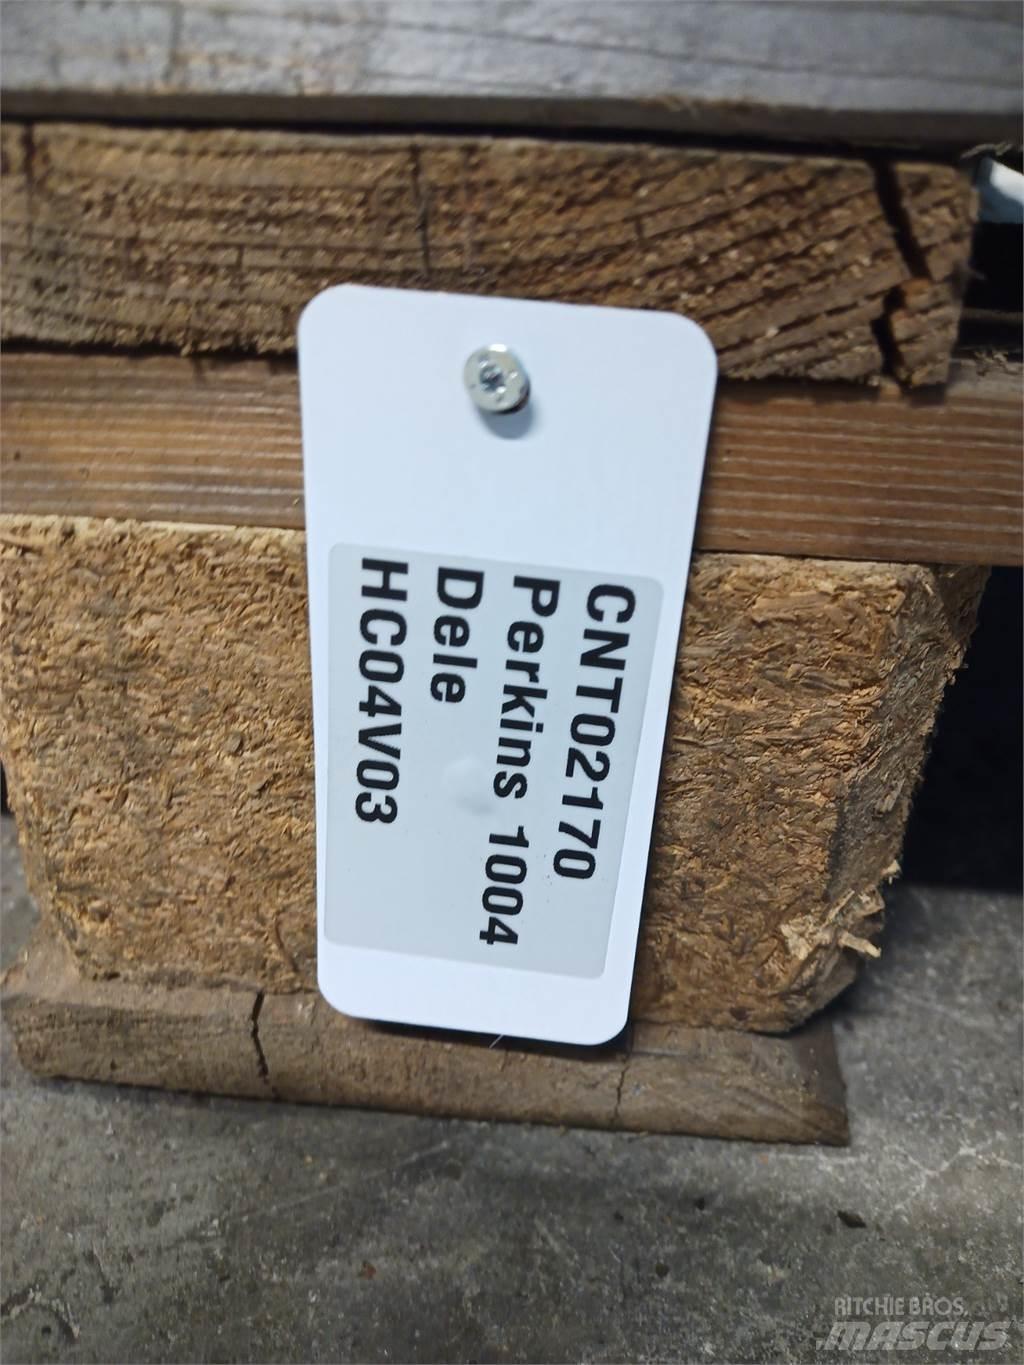 CNT02170
Perkins 1004
Dele
HC04V03
RITCHIE BROS.
MASCUS